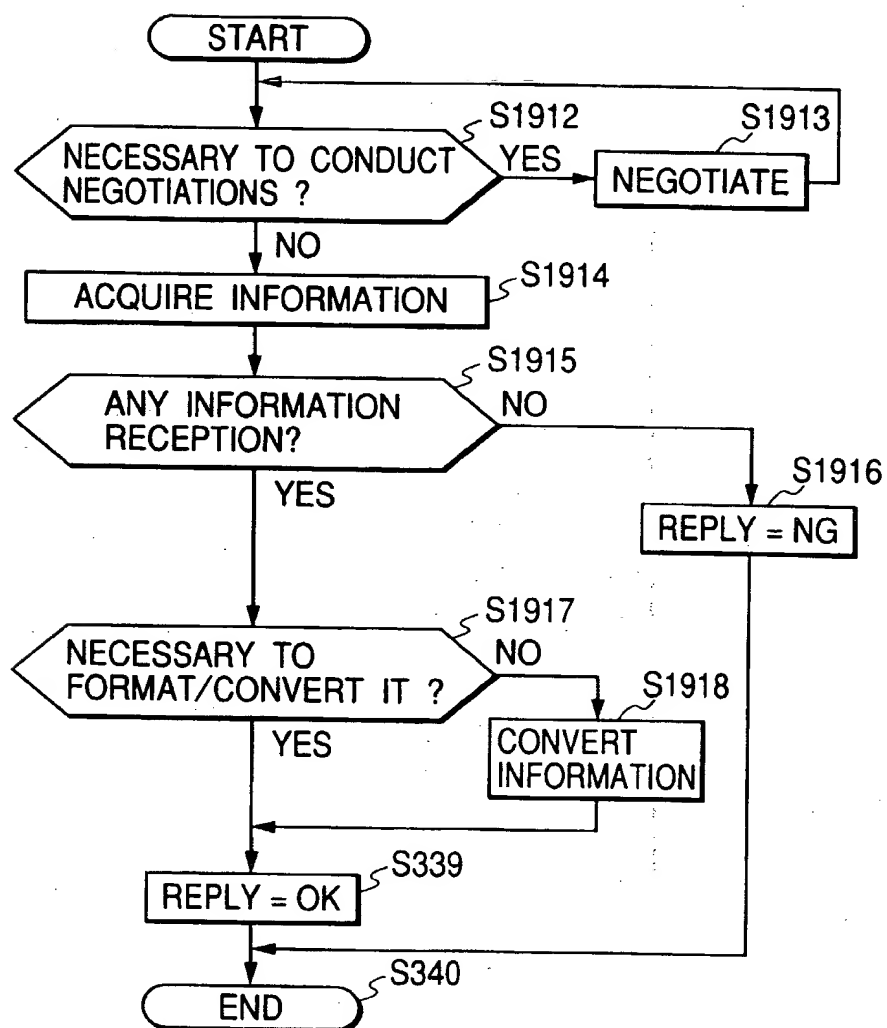 START
S1912
S1913
NECESSARY TO CONDUCT
NEGOTIATIONS ?
YES
NEGOTIATE
NO
S1914
ACQUIRE INFORMATION
S1915
ANY INFORMATION
RECEPTION?
NO
YES
S1916
REPLY = NG
S1917
NECESSARY TO
FORMAT/CONVERT IT ?
NO
S1918
YES
CONVERT
INFORMATION
S339
REPLY = OK
S340
END